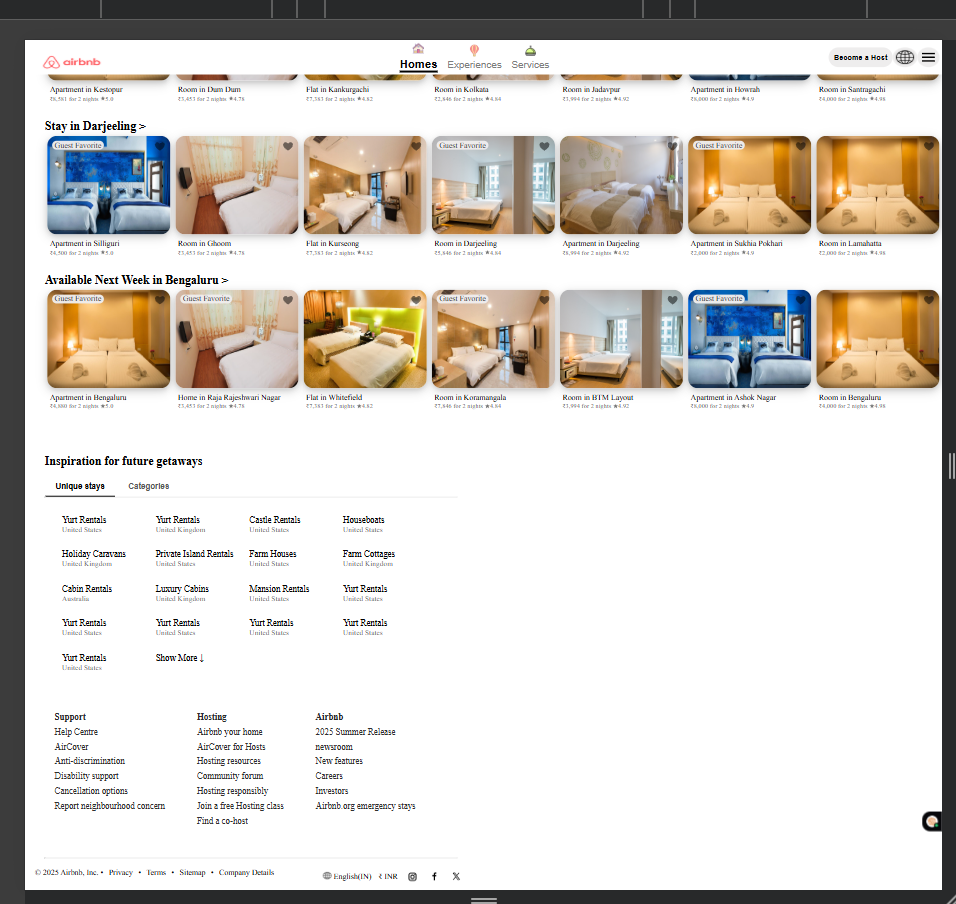 airbnb
Homes Experiences Services
Become a Host
Apartment in Kestopur Room in Dum Dum Flat in Kankurgachi Room in Kolkata Room in Jadavpur Apartment in Howrah Room in Santragachi
₹8,581 for 2 nights ★5.0 ₹3,453 for 2 nights ★4.78 ₹7,383 for 2 nights ★4.82 ₹2,846 for 2 nights ★4.84 ₹3,994 for 2 nights ★4.92 ₹8,000 for 2 nights ★4.9 ₹4,000 for 2 nights ★4.98
Stay in Darjeeling >
Guest Favorite Guest Favorite Guest Favorite
Apartment in Silliguri Room in Ghoom Flat in Kurseong Room in Darjeeling Apartment in Darjeeling Apartment in Sukhia Pokhari Room in Lamahatta
₹6,500 for 2 nights ★5.0 ₹3,453 for 2 nights ★4.78 ₹7,383 for 2 nights ★4.82 ₹5,846 for 2 nights ★4.84 ₹8,994 for 2 nights ★4.92 ₹2,000 for 2 nights ★4.9 ₹2,000 for 2 nights ★4.98
Available Next Week in Bengaluru >
Guest Favorite Guest Favorite Guest Favorite Guest Favorite
Apartment in Bengaluru Home in Raja Rajeshwari Nagar Flat in Whitefield Room in Koramangala Room in BTM Layout Apartment in Ashok Nagar Room in Bengaluru
for 2 nights ★5.0 ₹3,453 for 2 nights ★4.78 ₹7,383 for 2 nights ★4.82 ₹7,846 for 2 nights ★4.84 ₹3,994 for 2 nights ★4.92 ₹8,000 for 2 nights ★4.9 ₹4,000 for 2 nights ★4.98
Inspiration for future getaways
Unique stays Categories
Yurt Rentals Yurt Rentals Castle Rentals Houseboats
United States United Kingdom United States United States
Holiday Caravans Private Island Rentals Farm Houses Farm Cottages
United Kingdom United States United States United Kingdom
Cabin Rentals Luxury Cabins Mansion Rentals Yurt Rentals
Australia United Kingdom United States United States
Yurt Rentals Yurt Rentals Yurt Rentals Yurt Rentals
United States United States United States United States
Yurt Rentals Show More ↓
United States
Support Hosting Airbnb
Help Centre Airbnb your home 2025 Summer Release
AirCover AirCover for Hosts newsroom
Anti-discrimination Hosting resources New features
Disability support Community forum Careers
Cancellation options Hosting responsibly Investors
Report neighbourhood concern Join a free Hosting class Airbnb.org emergency stays
Find a co-host
© 2025 Airbnb, Inc. • Privacy • Terms • Sitemap • Company Details
English(IN) ₹ INR